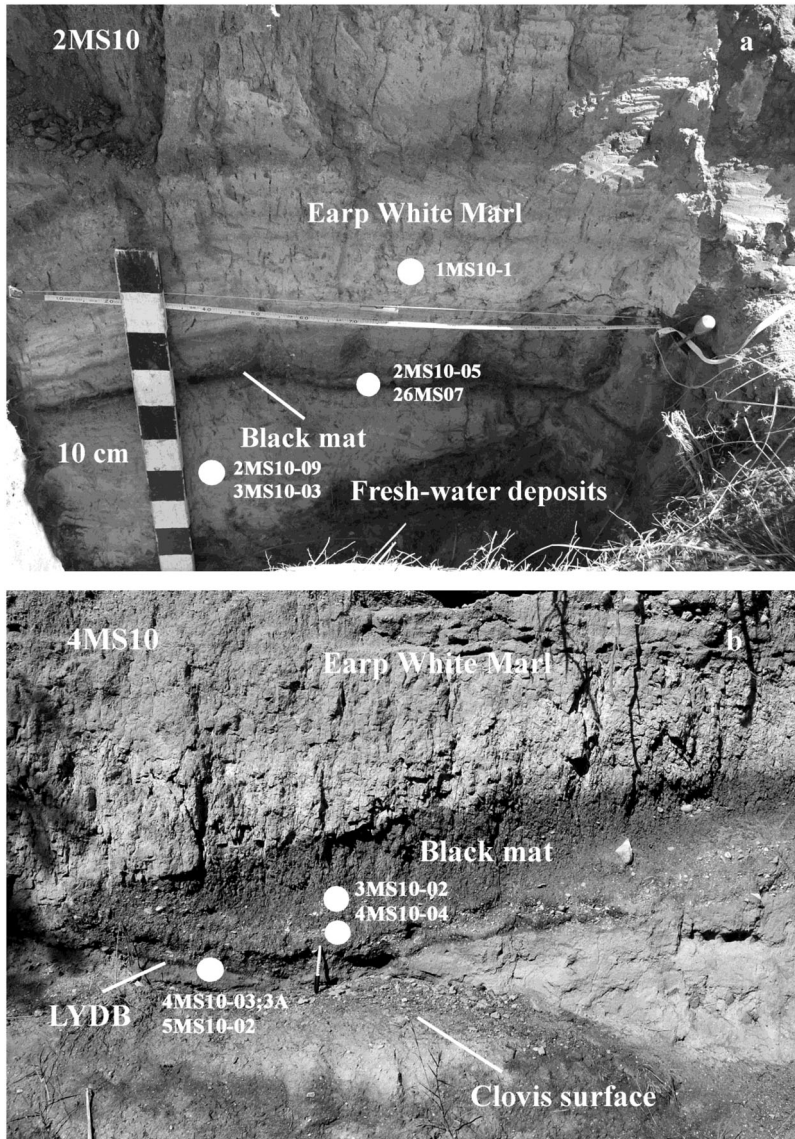 2MS10
a
Earp White Marl
1MS10-1
2MS10-05
26MS07
Black mat
10 cm
2MS10-09
3MS10-03
Fresh-water deposits
4MS10
b
Earp White Marl
Black mat
3MS10-02
4MS10-04
4MS10-03;3A
LYDB
5MS10-02
Clovis surface